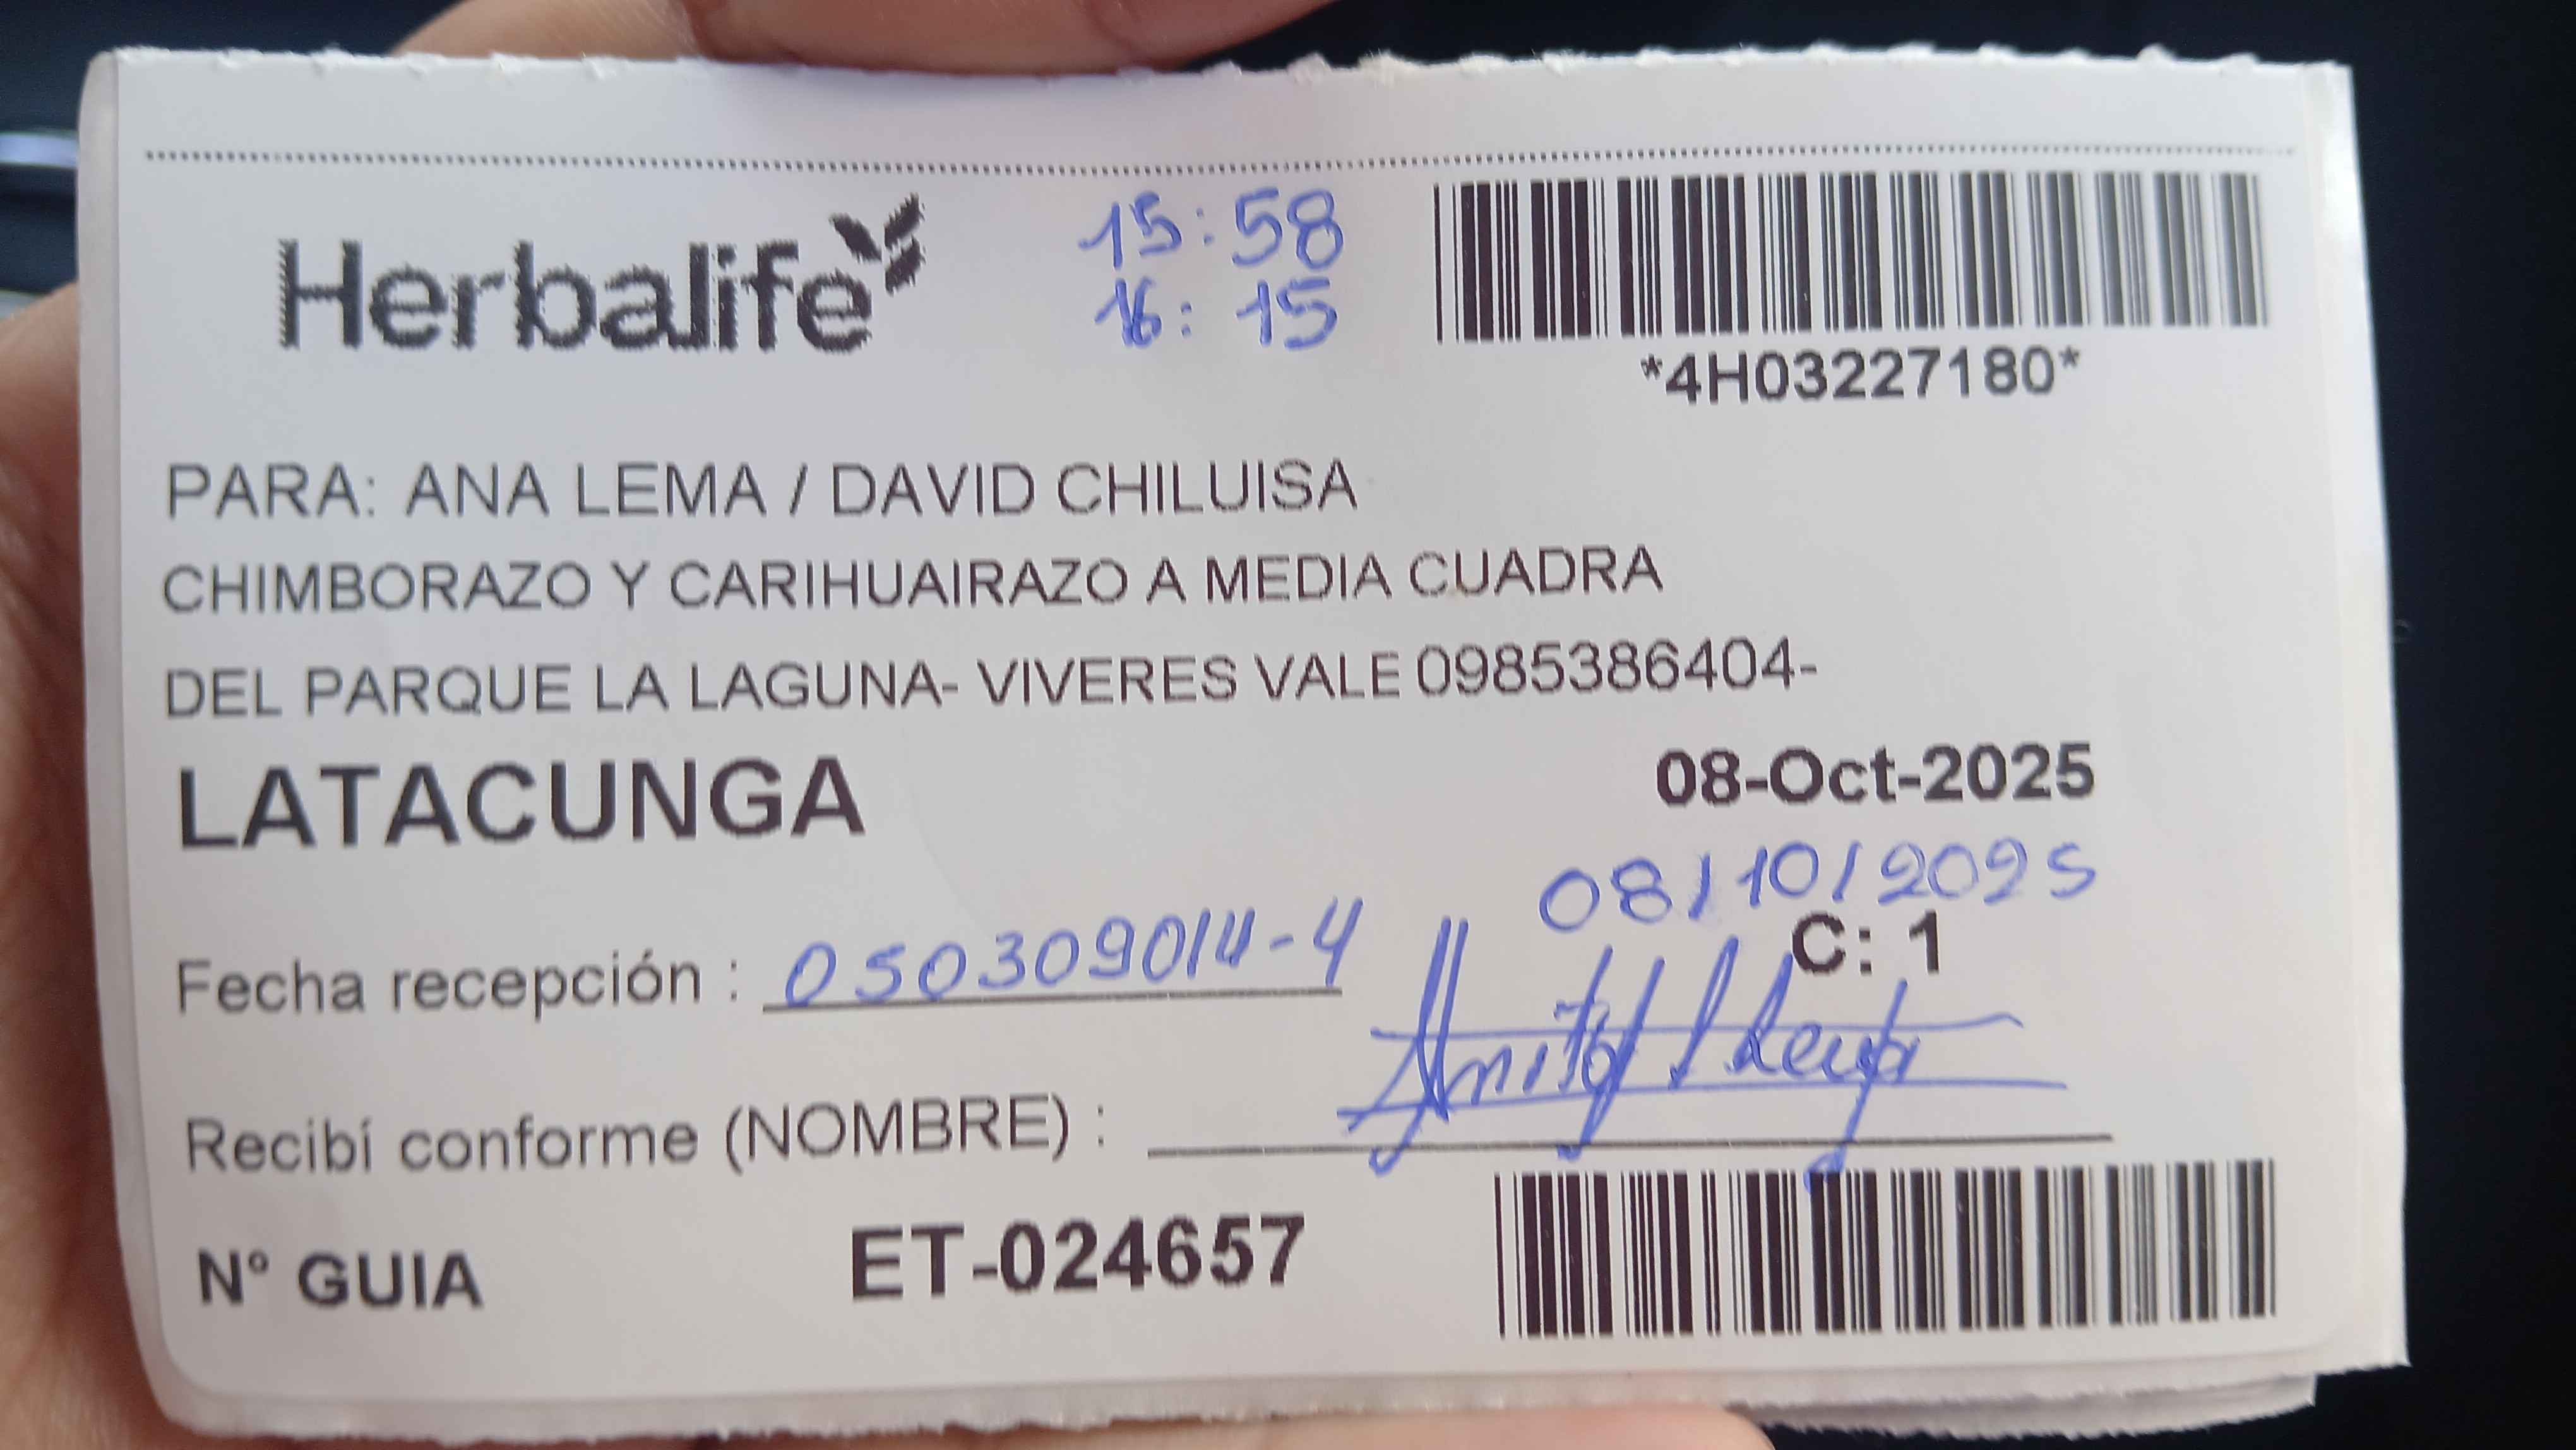 Herbalife
15:58
16:15
*4H03227180*
PARA: ANA LEMA / DAVID CHILUISA
CHIMBORAZO Y CARIHUAIRAZO A MEDIA CUADRA
DEL PARQUE LA LAGUNA- VIVERES VALE 0985386404-
LATACUNGA
08-Oct-2025
08/10/2025
C: 1
Fecha recepción : 050309014-4
Recibí conforme (NOMBRE) :
Nº GUIA ET-024657